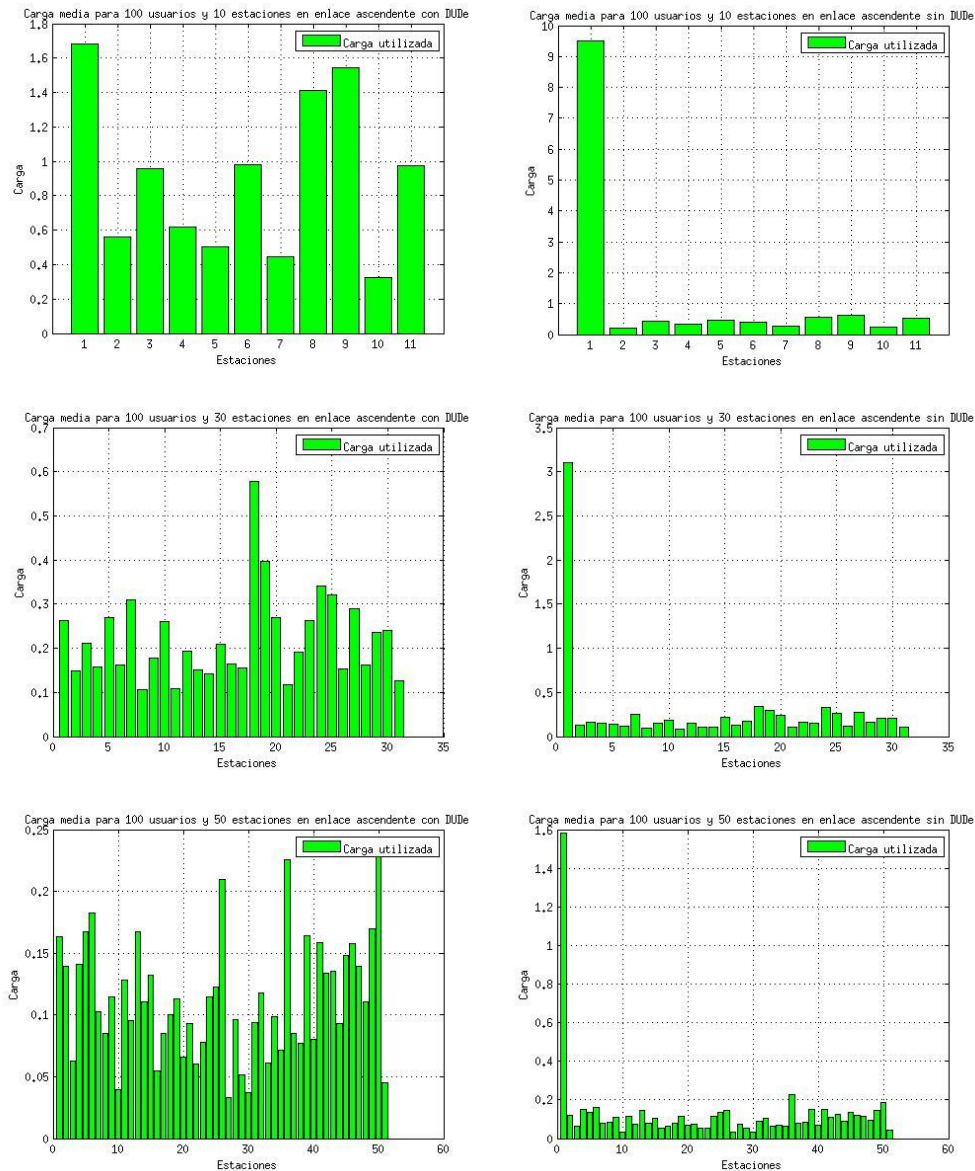 Carga media para 100 usuarios y 10 estaciones en enlace ascendente con DUDe
1.8
1.6
1.4
1.2
1
0.8
0.6
0.4
0.2
0
Carga
Carga utilizada
1 2 3 4 5 6 7 8 9 10 11
Estaciones
Carga media para 100 usuarios y 10 estaciones en enlace ascendente sin DUDe
10
9
8
7
6
5
4
3
2
1
0
Carga
Carga utilizada
1 2 3 4 5 6 7 8 9 10 11
Estaciones
Carga media para 100 usuarios y 30 estaciones en enlace ascendente con DUDe
0.7
0.6
0.5
0.4
0.3
0.2
0.1
0
Carga
Carga utilizada
0 5 10 15 20 25 30 35
Estaciones
Carga media para 100 usuarios y 30 estaciones en enlace ascendente sin DUDe
3.5
3
2.5
2
1.5
1
0.5
0
Carga
Carga utilizada
0 5 10 15 20 25 30 35
Estaciones
Carga media para 100 usuarios y 50 estaciones en enlace ascendente con DUDe
0.25
0.2
0.15
0.1
0.05
0
Carga
Carga utilizada
0 10 20 30 40 50 60
Estaciones
Carga media para 100 usuarios y 50 estaciones en enlace ascendente sin DUDe
1.6
1.4
1.2
1
0.8
0.6
0.4
0.2
0
Carga
Carga utilizada
0 10 20 30 40 50 60
Estaciones